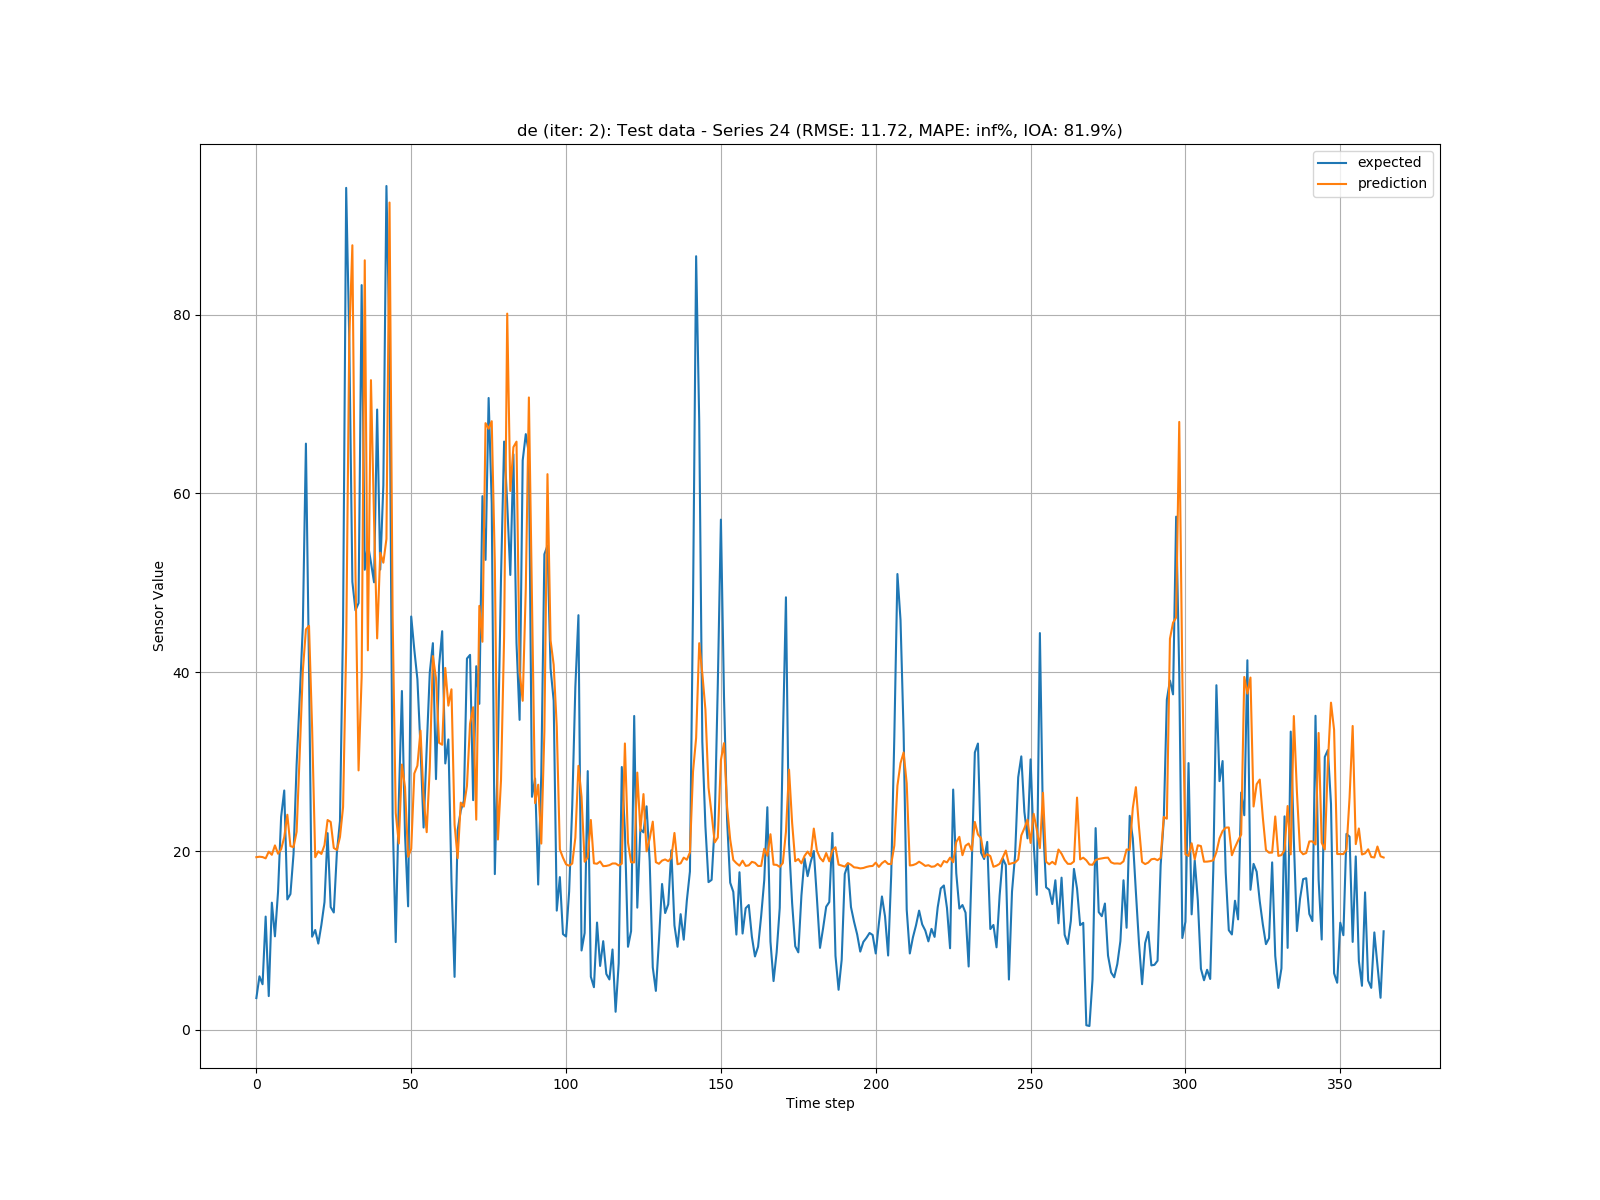 de (iter: 2): Test data - Series 24 (RMSE: 11.72, MAPE: inf%, IOA: 81.9%)
expected
prediction
80
60
40
20
0
Sensor Value
0 50 100 150 200 250 300 350
Time step